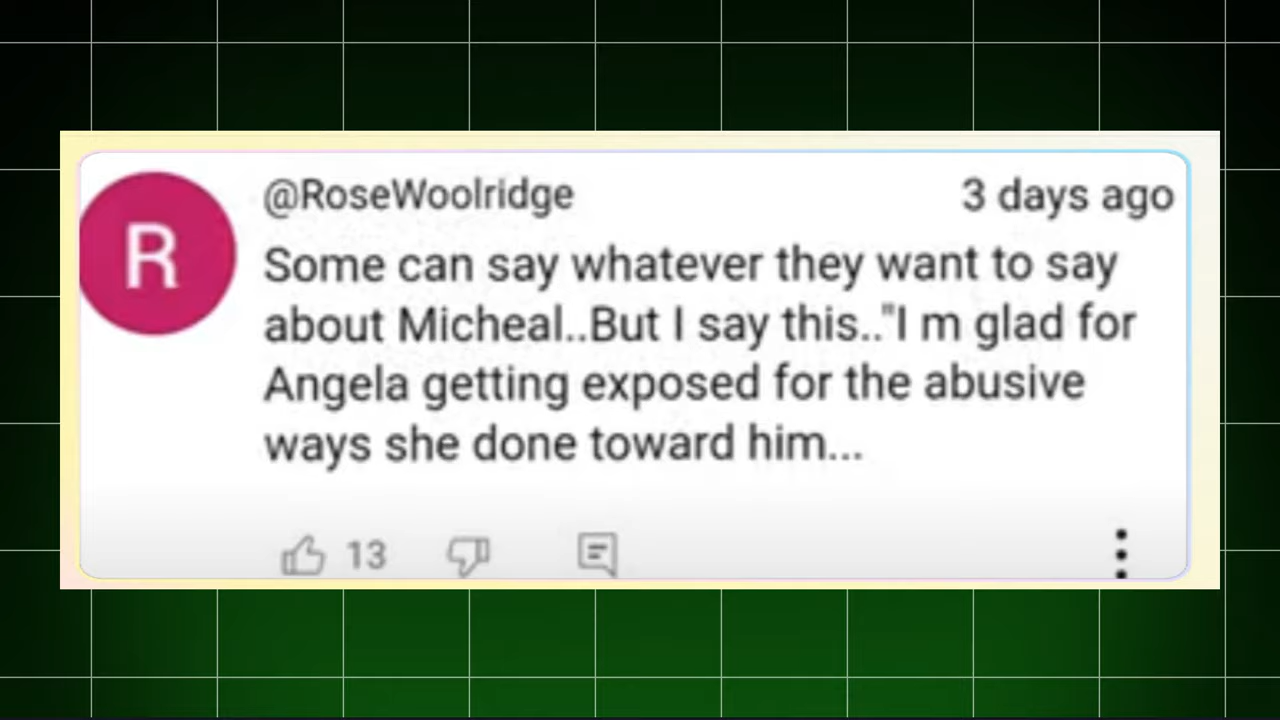 R
@RoseWoolridge
3 days ago
Some can say whatever they want to say
about Micheal..But I say this.."I m glad for
Angela getting exposed for the abusive
ways she done toward him...
13